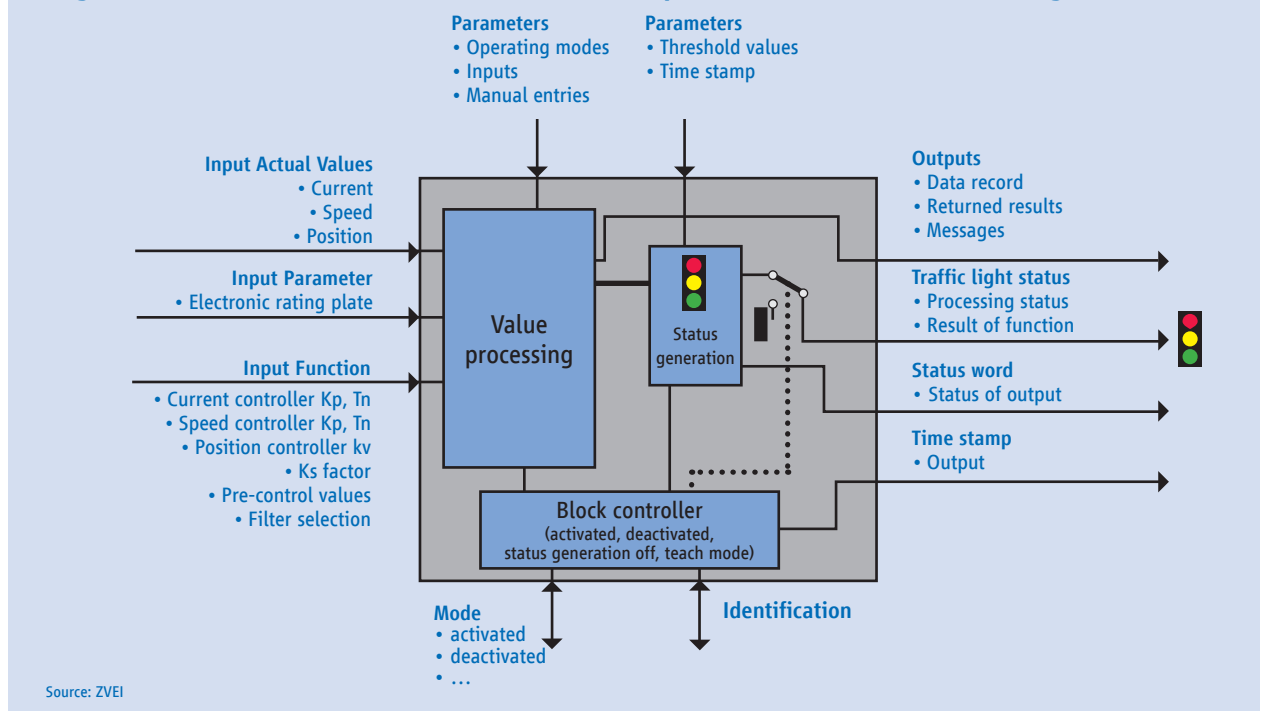 Parameters
• Operating modes
• Inputs
• Manual entries
Parameters
• Threshold values
• Time stamp
Input Actual Values
• Current
• Speed
• Position
Input Parameter
• Electronic rating plate
Input Function
• Current controller Kp, Tn
• Speed controller Kp, Tn
• Position controller kv
• Ks factor
• Pre-control values
• Filter selection
Value
processing
Status
generation
Block controller
(activated, deactivated,
status generation off, teach mode)
Outputs
• Data record
• Returned results
• Messages
Traffic light status
• Processing status
• Result of function
Status word
• Status of output
Time stamp
• Output
Mode
• activated
• deactivated
• …
Identification
Source: ZVEI